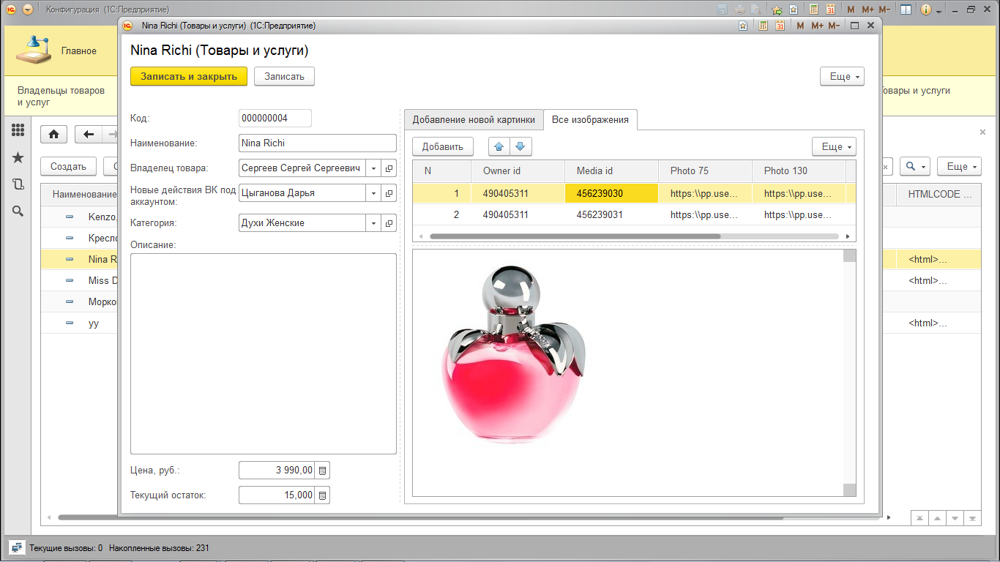 Конфигурация (1С:Предприятие)
M M+ M-
Nina Richi (Товары и услуги) (1С:Предприятие)
M M+ M-
Главное
Владельцы товаров
и услуг
овары и услуги
Создать
Еще
Наименование
HTMLCODE ...
Kenzo,
Кресло
Nina R
<html>...
Miss D
<html>...
Морко
уу
<html>...
Nina Richi (Товары и услуги)
Записать и закрыть
Записать
Еще
Код:
000000004
Наименование:
Nina Richi
Владелец товара:
Сергеев Сергей Сергеевич
Новые действия ВК под
аккаунтом:
Цыганова Дарья
Категория:
Духи Женские
Описание:
Цена, руб.:
3 990,00
Текущий остаток:
15,000
Добавление новой картинки
Все изображения
Добавить
Еще
N Owner id Media id Photo 75 Photo 130
1 490405311 456239030 https:\\pp.use... https:\\pp.use...
2 490405311 456239031 https:\\pp.use... https:\\pp.use...
Текущие вызовы: 0 Накопленные вызовы: 231